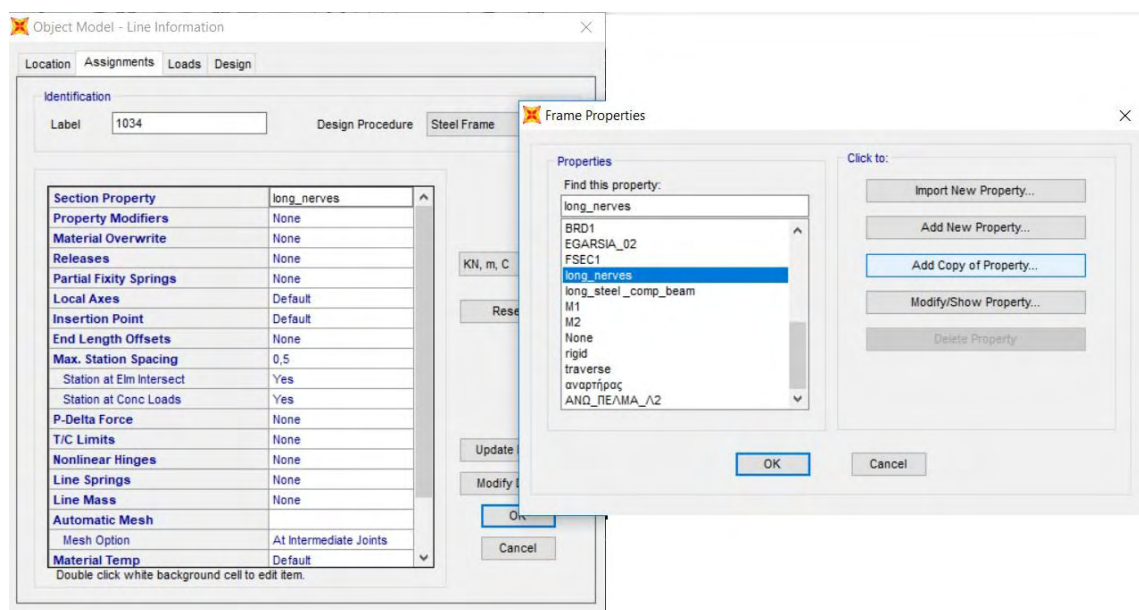 Object Model - Line Information
Location Assignments Loads Design
Identification
Label 1034 Design Procedure Steel Frame
Section Property long_nerves
Property Modifiers None
Material Overwrite None
Releases None
Partial Fixity Springs None
Local Axes Default
Insertion Point Default
End Length Offsets None
Max. Station Spacing 0,5
Station at Elm Intersect Yes
Station at Conc Loads Yes
P-Delta Force None
T/C Limits None
Nonlinear Hinges None
Line Springs None
Line Mass None
Automatic Mesh
Mesh Option At Intermediate Joints
Material Temp Default
Double click white background cell to edit item.
KN, m, C
Rese
Update
Modify
OK
Cancel
Frame Properties
Properties
Find this property:
long_nerves
BRD1
EGARSIA_02
FSEC1
long_nerves
long_steel _comp_beam
M1
M2
None
rigid
traverse
αναρτήρας
ΑΝΩ_ΠΕΛΜΑ_Λ2
Click to:
Import New Property...
Add New Property...
Add Copy of Property...
Modify/Show Property...
Delete Property
OK Cancel